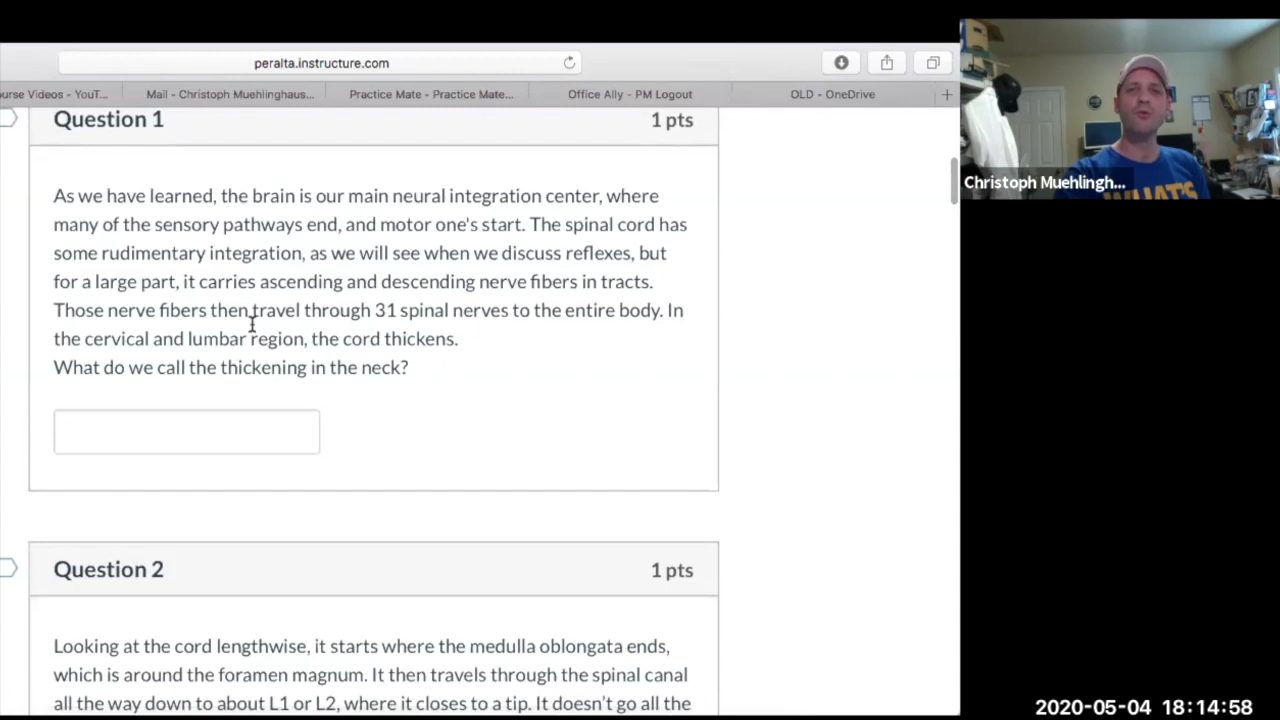 peralta.instructure.com
urse Videos - YouT...
Mail - Christoph Muehlinghaus...
Practice Mate - Practice Mate...
Office Ally - PM Logout
OLD - OneDrive
Question 1
1 pts
As we have learned, the brain is our main neural integration center, where
many of the sensory pathways end, and motor one's start. The spinal cord has
some rudimentary integration, as we will see when we discuss reflexes, but
for a large part, it carries ascending and descending nerve fibers in tracts.
Those nerve fibers then travel through 31 spinal nerves to the entire body. In
the cervical and lumbar region, the cord thickens.
What do we call the thickening in the neck?
Question 2
1 pts
Looking at the cord lengthwise, it starts where the medulla oblongata ends,
which is around the foramen magnum. It then travels through the spinal canal
all the way down to about L1 or L2, where it closes to a tip. It doesn't go all the
Christoph Muehlingh...
WHAT'S
2020-05-04 18:14:58